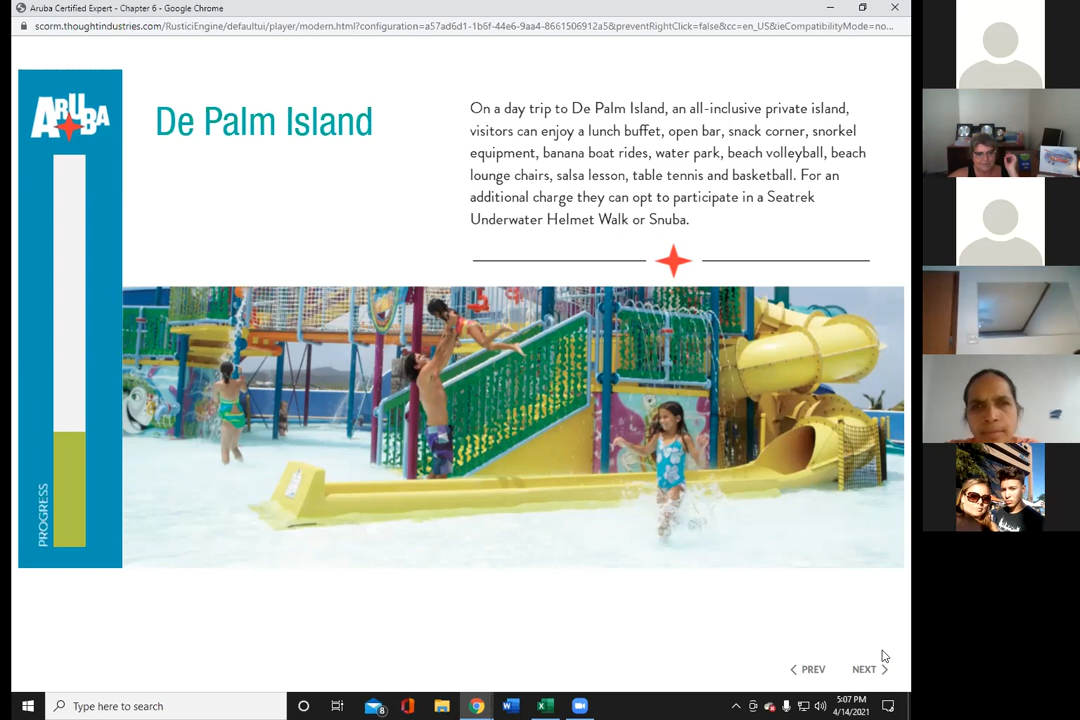 Aruba Certified Expert - Chapter 6 - Google Chrome
scorm.thoughtindustries.com/RusticiEngine/defaultui/player/modern.html?configuration=a57ad6d1-1b6f-44e6-9aa4-8661506912a5&preventRightClick=false&cc=en_US&ieCompatibilityMode=no...
ARUBA
De Palm Island
On a day trip to De Palm Island, an all-inclusive private island,
visitors can enjoy a lunch buffet, open bar, snack corner, snorkel
equipment, banana boat rides, water park, beach volleyball, beach
lounge chairs, salsa lesson, table tennis and basketball. For an
additional charge they can opt to participate in a Seatrek
Underwater Helmet Walk or Snuba.
PROGRESS
PREV
NEXT
Type here to search
8
5:07 PM
4/14/2021